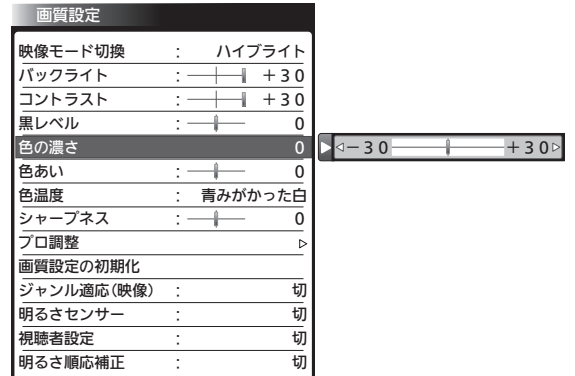 画質設定
映像モード切換 : ハイブライト
バックライト : +30
コントラスト : +30
黒レベル : 0
色の濃さ 0 -30 +30
色あい : 0
色温度 : 青みがかった白
シャープネス : 0
プロ調整
画質設定の初期化
ジャンル適応(映像) : 切
明るさセンサー : 切
視聴者設定 : 切
明るさ順応補正 : 切